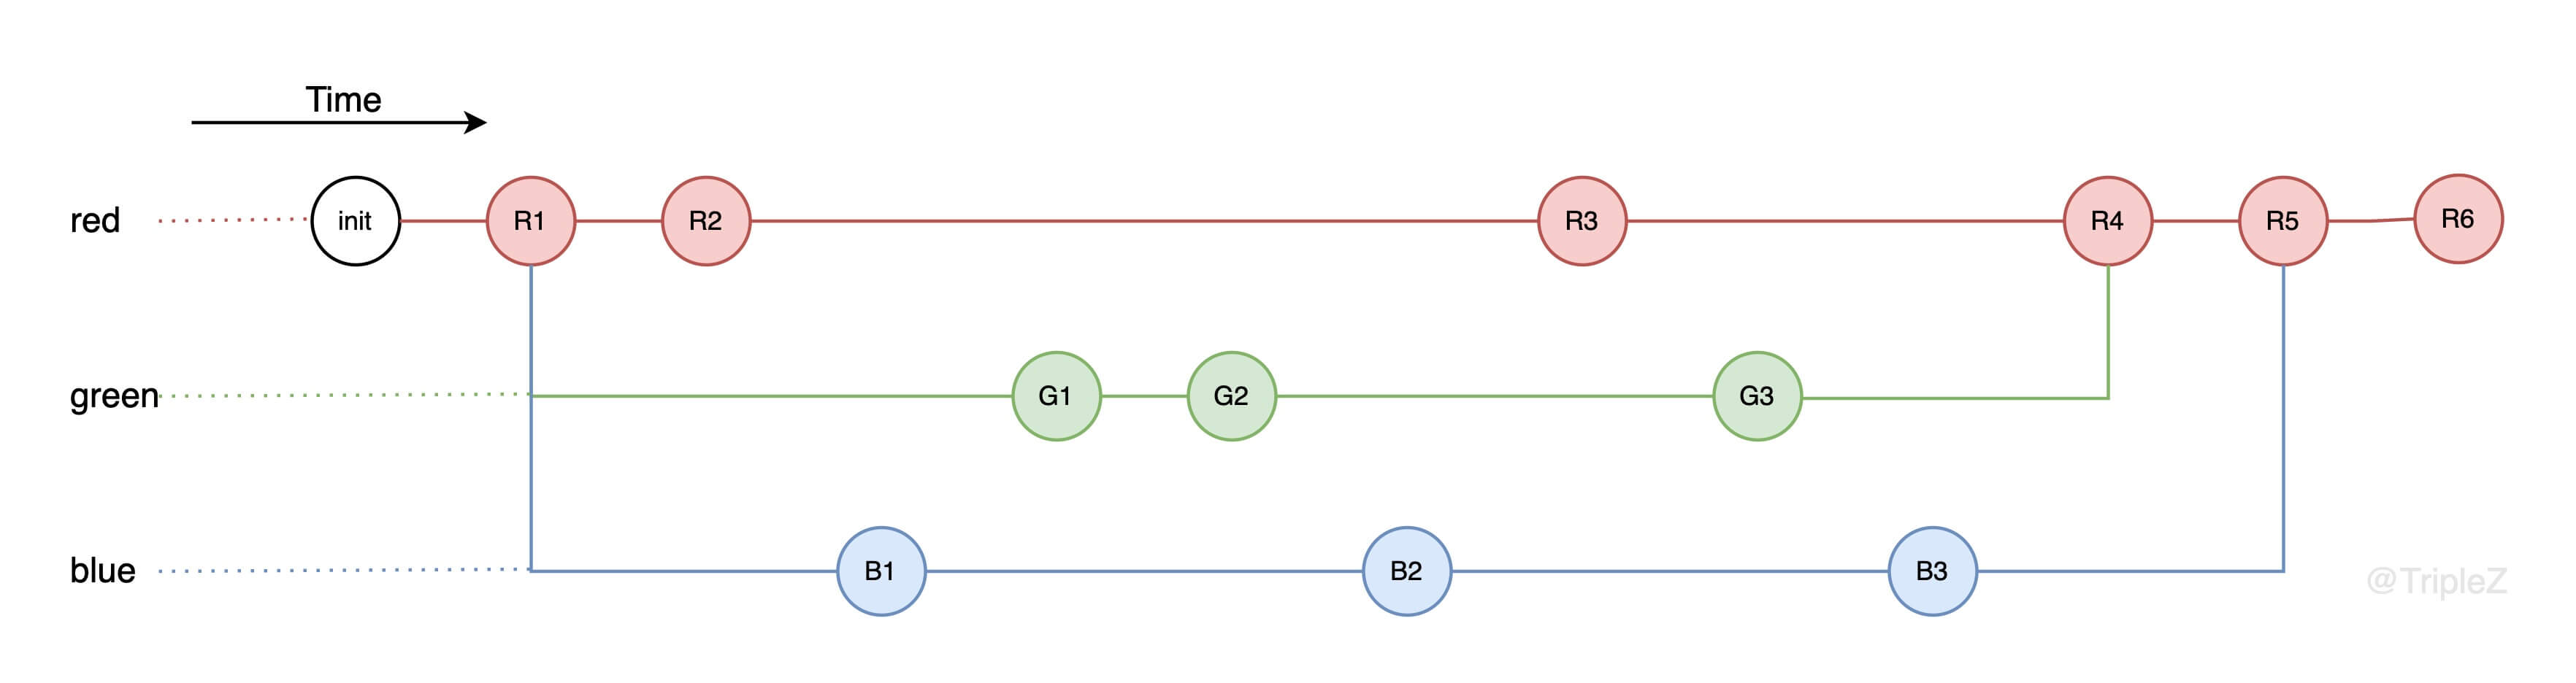 Time
red
init
R1
R2
R3
R4
R5
R6
green
G1
G2
G3
blue
B1
B2
B3
@TripleZ